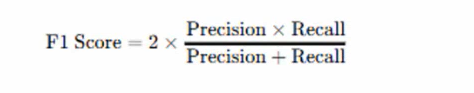 F1 Score = 2 × Precision × Recall / Precision + Recall